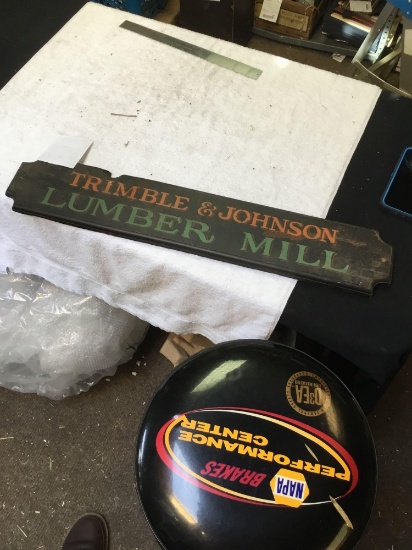 TRIMBLE & JOHNSON
LUMBER MILL
NAPA
BRAKES
PERFORMANCE
CENTER